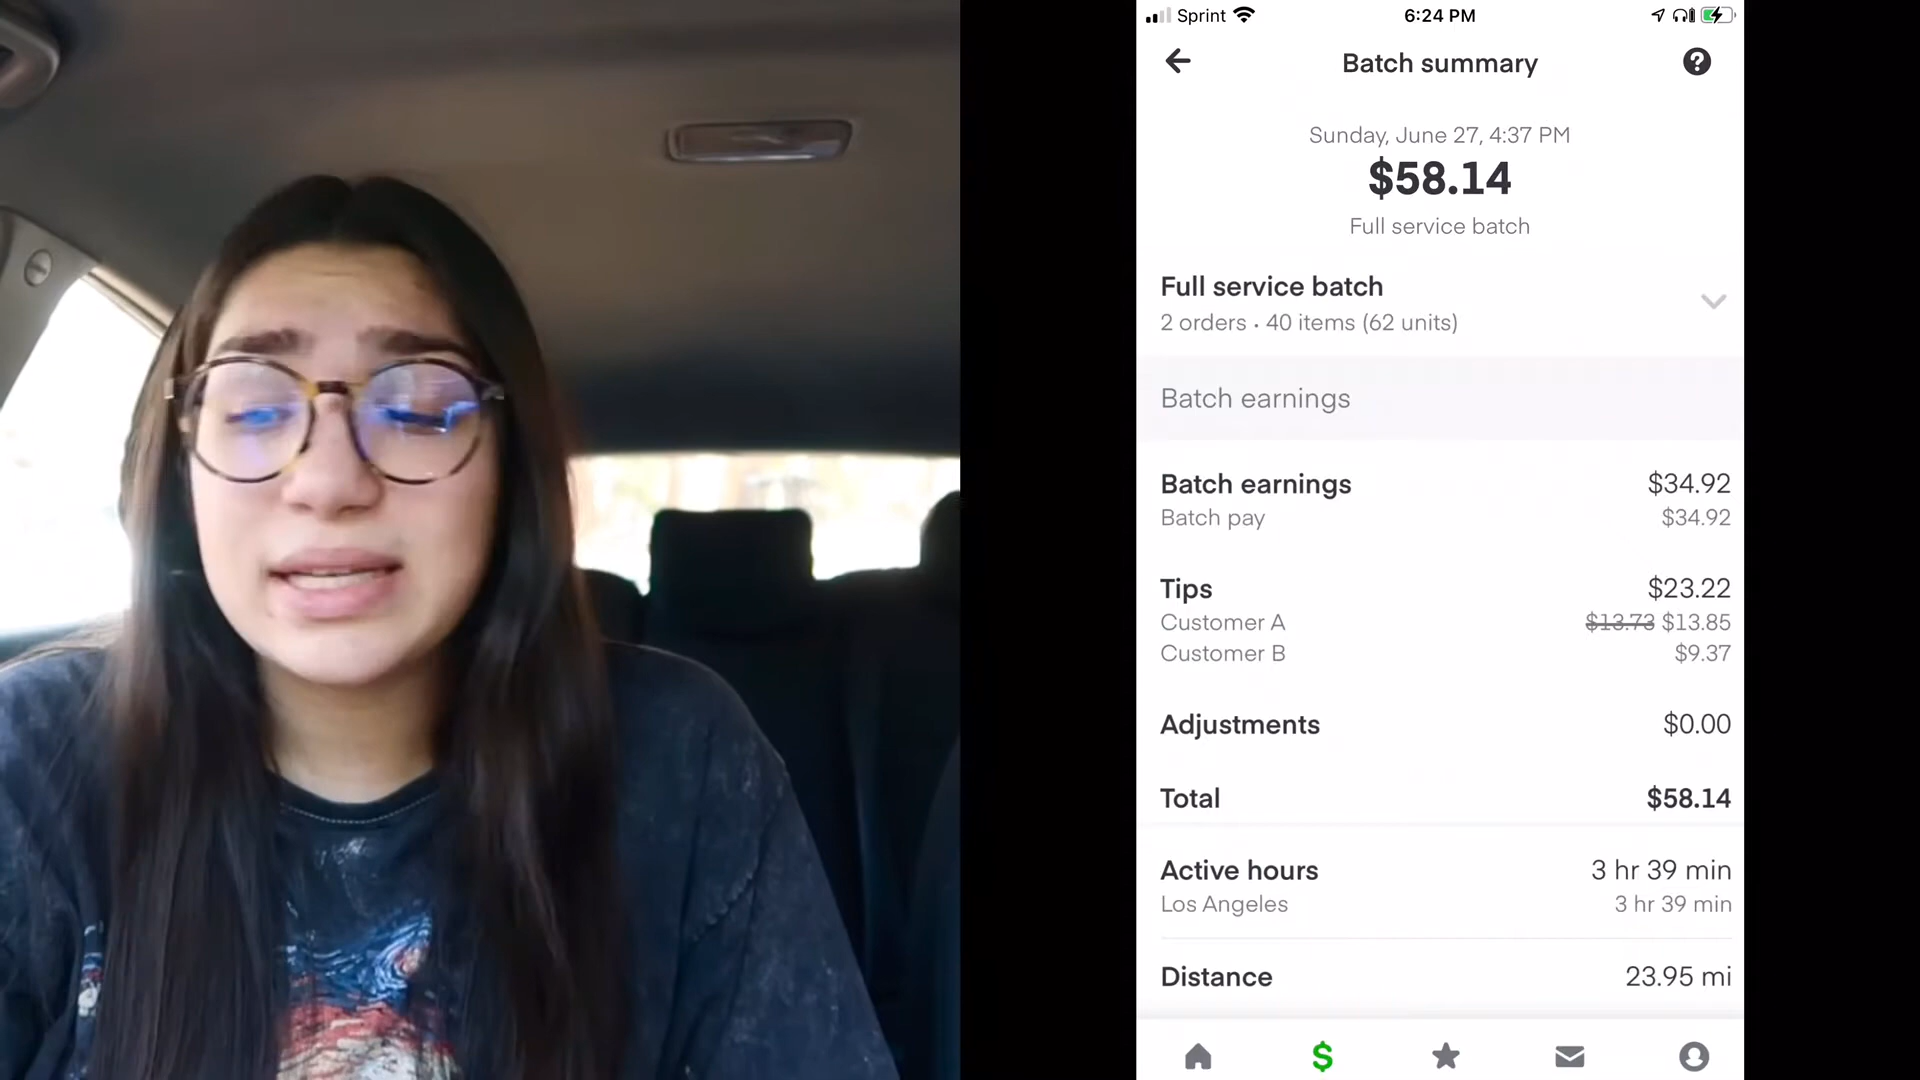 Sprint
6:24 PM
Batch summary
Sunday, June 27, 4:37 PM
$58.14
Full service batch
Full service batch
2 orders · 40 items (62 units)
Batch earnings
Batch earnings $34.92
Batch pay $34.92
Tips $23.22
Customer A $13.73 $13.85
Customer B $9.37
Adjustments $0.00
Total $58.14
Active hours 3 hr 39 min
Los Angeles 3 hr 39 min
Distance 23.95 mi